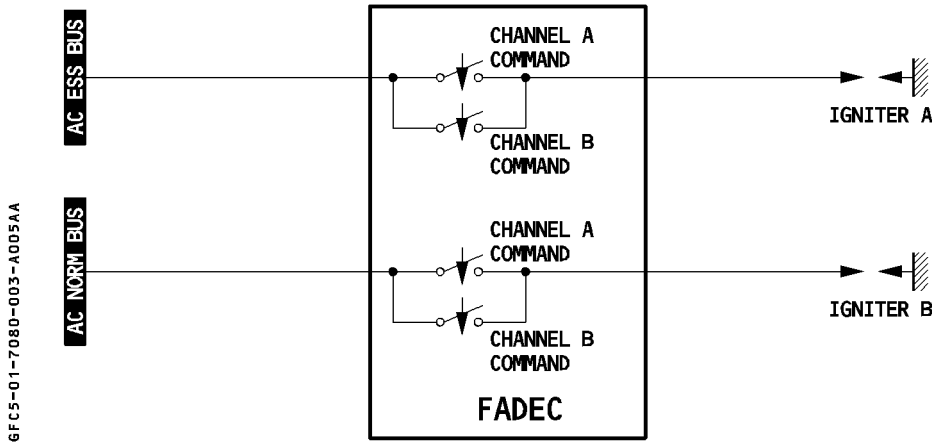 AC ESS BUS
CHANNEL A
COMMAND
IGNITER A
CHANNEL B
COMMAND
AC NORM BUS
CHANNEL A
COMMAND
IGNITER B
CHANNEL B
COMMAND
FADEC
GFC5-01-7080-003-A005AA